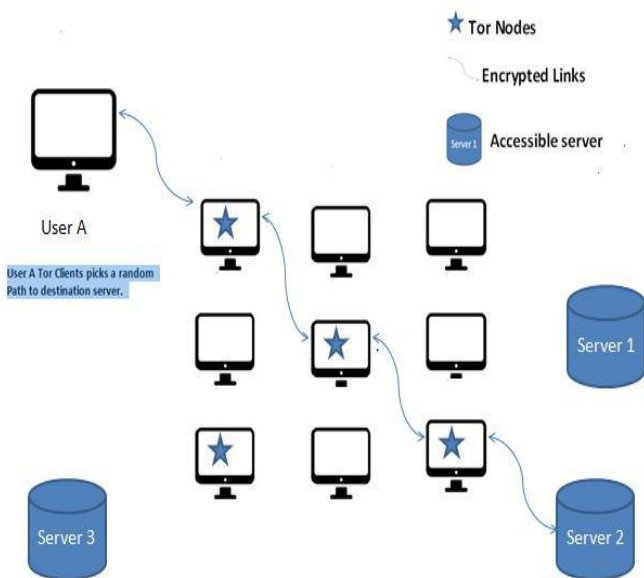 Tor Nodes
Encrypted Links
Server 1
Accessible server
User A
User A Tor Clients picks a random
Path to destination server.
Server 1
Server 3
Server 2